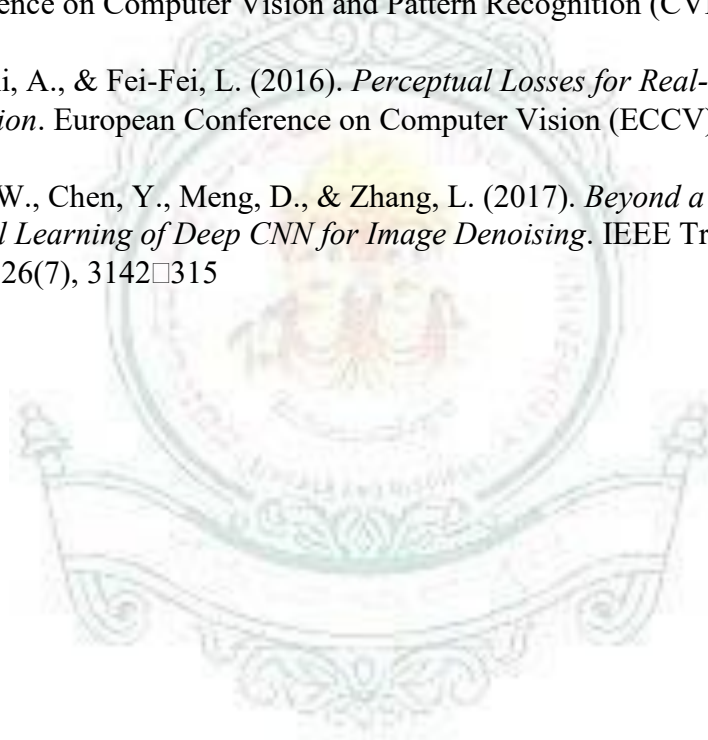 ence on Computer Vision and Pattern Recognition (CV
i, A., & Fei-Fei, L. (2016). Perceptual Losses for Real-
ion. European Conference on Computer Vision (ECCV)
W., Chen, Y., Meng, D., & Zhang, L. (2017). Beyond a
l Learning of Deep CNN for Image Denoising. IEEE Tr
26(7), 3142□315